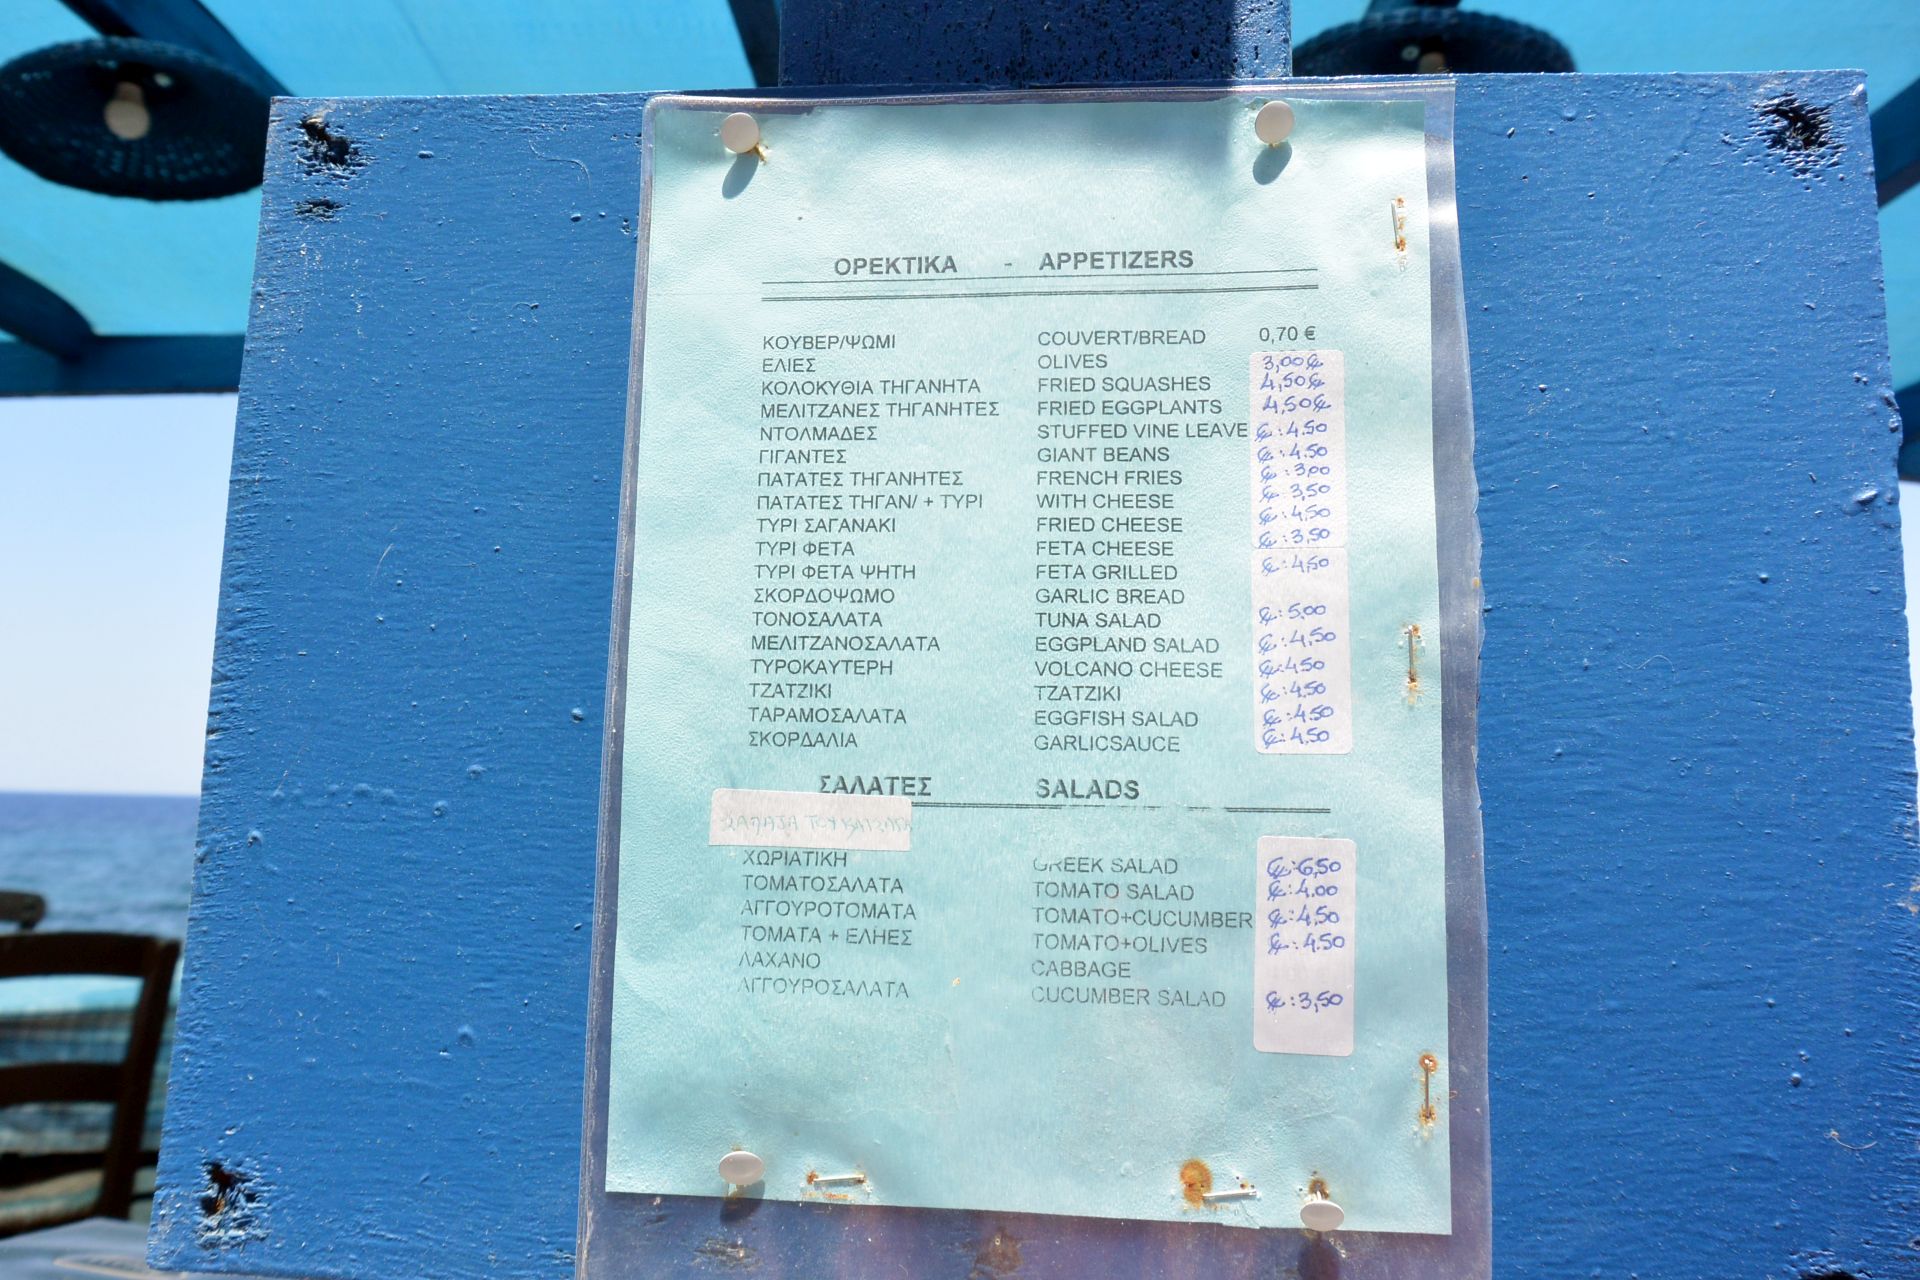 ΟΡΕΚΤΙΚΑ - APPETIZERS
ΚΟΥΒΕΡ/ΨΩΜΙ COUVERT/BREAD 0,70 €
ΕΛΙΕΣ OLIVES 3,00€
ΚΟΛΟΚΥΘΙΑ ΤΗΓΑΝΗΤΑ FRIED SQUASHES 4,50€
ΜΕΛΙΤΖΑΝΕΣ ΤΗΓΑΝΗΤΕΣ FRIED EGGPLANTS 4,50€
ΝΤΟΛΜΑΔΕΣ STUFFED VINE LEAVE €:4.50
ΓΙΓΑΝΤΕΣ GIANT BEANS €:4.50
ΠΑΤΑΤΕΣ ΤΗΓΑΝΗΤΕΣ FRENCH FRIES €:3,00
ΠΑΤΑΤΕΣ ΤΗΓΑΝ/ + ΤΥΡΙ WITH CHEESE €:3,50
ΤΥΡΙ ΣΑΓΑΝΑΚΙ FRIED CHEESE €:4,50
ΤΥΡΙ ΦΕΤΑ FETA CHEESE €:3,50
ΤΥΡΙ ΦΕΤΑ ΨΗΤΗ FETA GRILLED €:4,50
ΣΚΟΡΔΟΨΩΜΟ GARLIC BREAD
ΤΟΝΟΣΑΛΑΤΑ TUNA SALAD €:5,00
ΜΕΛΙΤΖΑΝΟΣΑΛΑΤΑ EGGPLAND SALAD €:4,50
ΤΥΡΟΚΑΥΤΕΡΗ VOLCANO CHEESE €:4.50
ΤΖΑΤΖΙΚΙ TZATZIKI €:4.50
ΤΑΡΑΜΟΣΑΛΑΤΑ EGGFISH SALAD €:4.50
ΣΚΟΡΔΑΛΙΑ GARLICSAUCE €:4.50
ΣΑΛΑΤΕΣ SALADS
ΧΩΡΙΑΤΙΚΗ GREEK SALAD €:6,50
ΤΟΜΑΤΟΣΑΛΑΤΑ TOMATO SALAD €:4.00
ΑΓΓΟΥΡΟΤΟΜΑΤΑ TOMATO+CUCUMBER €:4,50
ΤΟΜΑΤΑ + ΕΛΗΕΣ TOMATO+OLIVES €:4.50
ΛΑΧΑΝΟ CABBAGE
ΑΓΓΟΥΡΟΣΑΛΑΤΑ CUCUMBER SALAD €:3,50